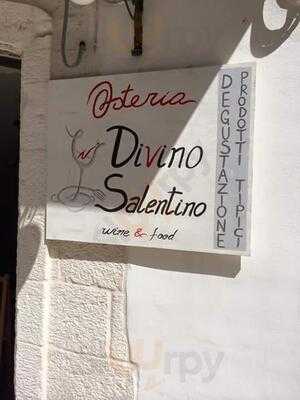 Osteria
Divino
Salentino
wine & food
DEGUSTAZIONE
PRODOTTI TIPICI